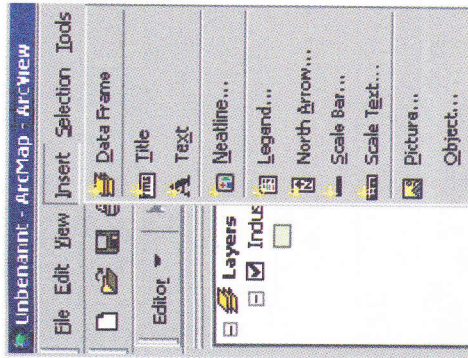 Unbenannt - ArcMap - ArcView
File Edit View Insert Selection Tools
Data Frame
Title
Text
Neatline...
Legend...
North Arrow...
Scale Bar...
Scale Text...
Picture...
Object...
Editor
Layers
Indus